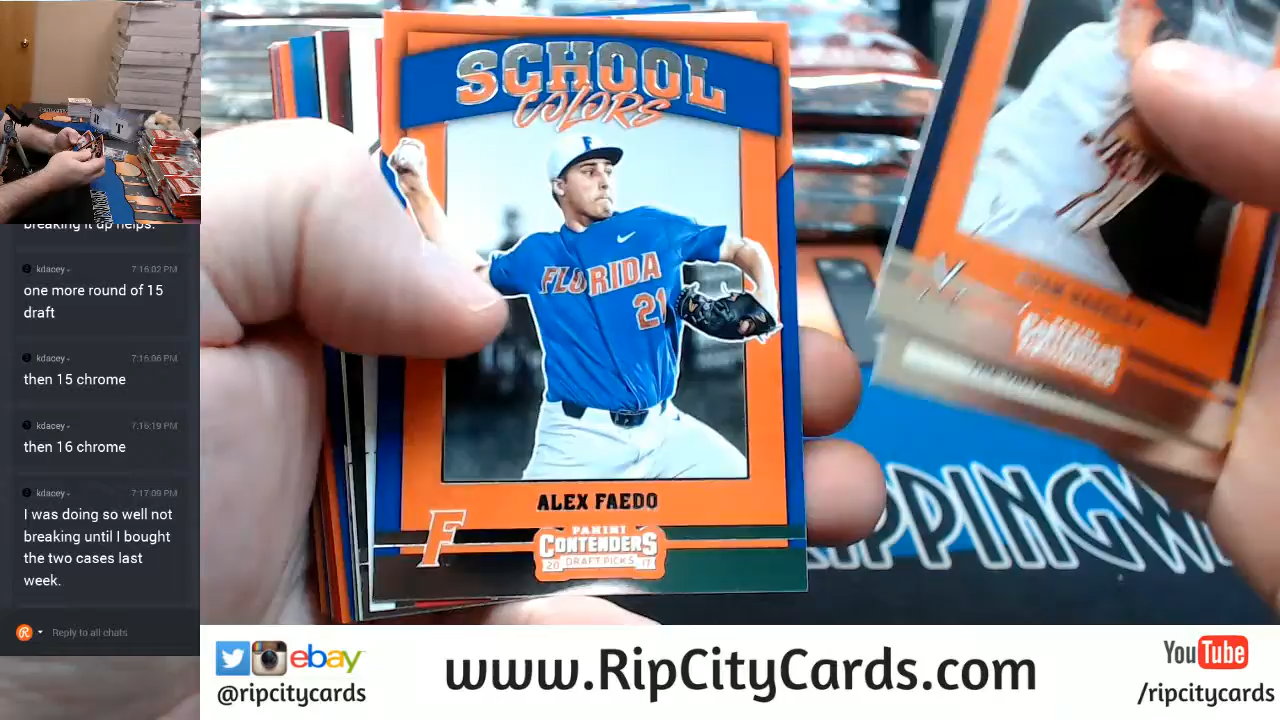 breaking it up helps.
kdacey
7:16:02 PM
one more round of 15
draft
kdacey
7:16:06 PM
then 15 chrome
kdacey
7:16:19 PM
then 16 chrome
kdacey
7:17:09 PM
I was doing so well not
breaking until I bought
the two cases last
week.
Reply to all chats
SCHOOL
COLORS
F
FLORIDA
21
ALEX FAEDO
F
PANINI
CONTENDERS
20 DRAFT PICKS 17
CONTENDERS
RIPPINGW
ebay
@ripcitycards
www.RipCityCards.com
YouTube
/ripcitycards